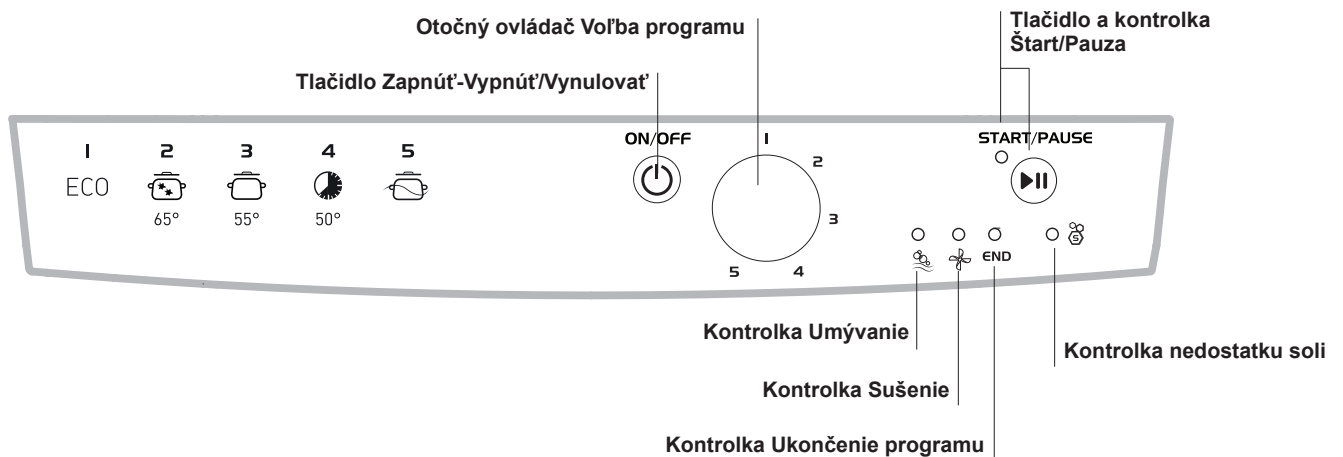 Otočný ovládač Voľba programu
Tlačidlo a kontrolka
Štart/Pauza
Tlačidlo Zapnúť-Vypnúť/Vynulovať
1 2 3 4 5
ECO
65° 55° 50°
ON/OFF
1
2
3
4
5
START/PAUSE
END
S
Kontrolka Umývanie
Kontrolka nedostatku soli
Kontrolka Sušenie
Kontrolka Ukončenie programu